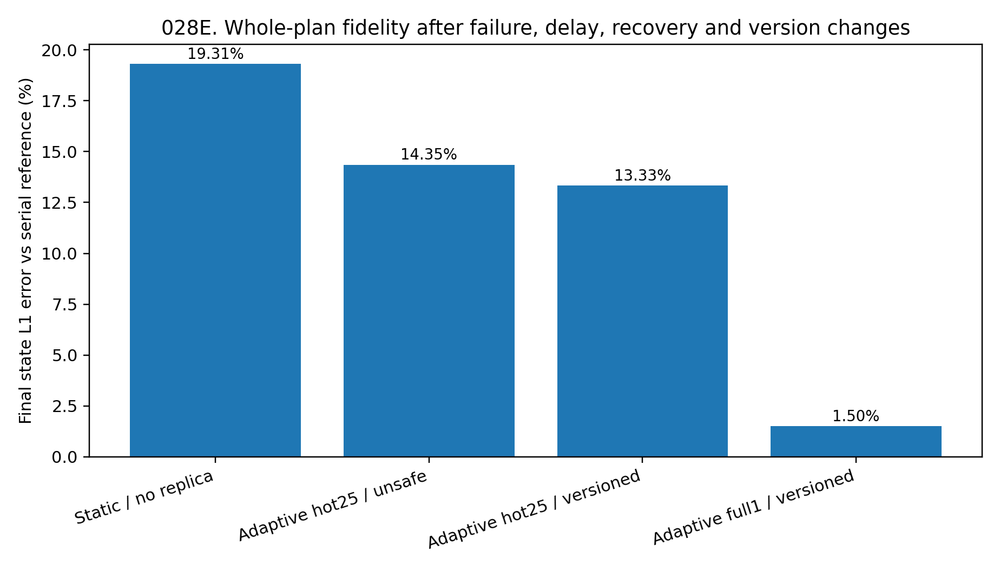 028E. Whole-plan fidelity after failure, delay, recovery and version changes
Final state L1 error vs serial reference (%)
20.0
17.5
15.0
12.5
10.0
7.5
5.0
2.5
0.0
19.31%
14.35%
13.33%
1.50%
Static / no replica
Adaptive hot25 / unsafe
Adaptive hot25 / versioned
Adaptive full1 / versioned